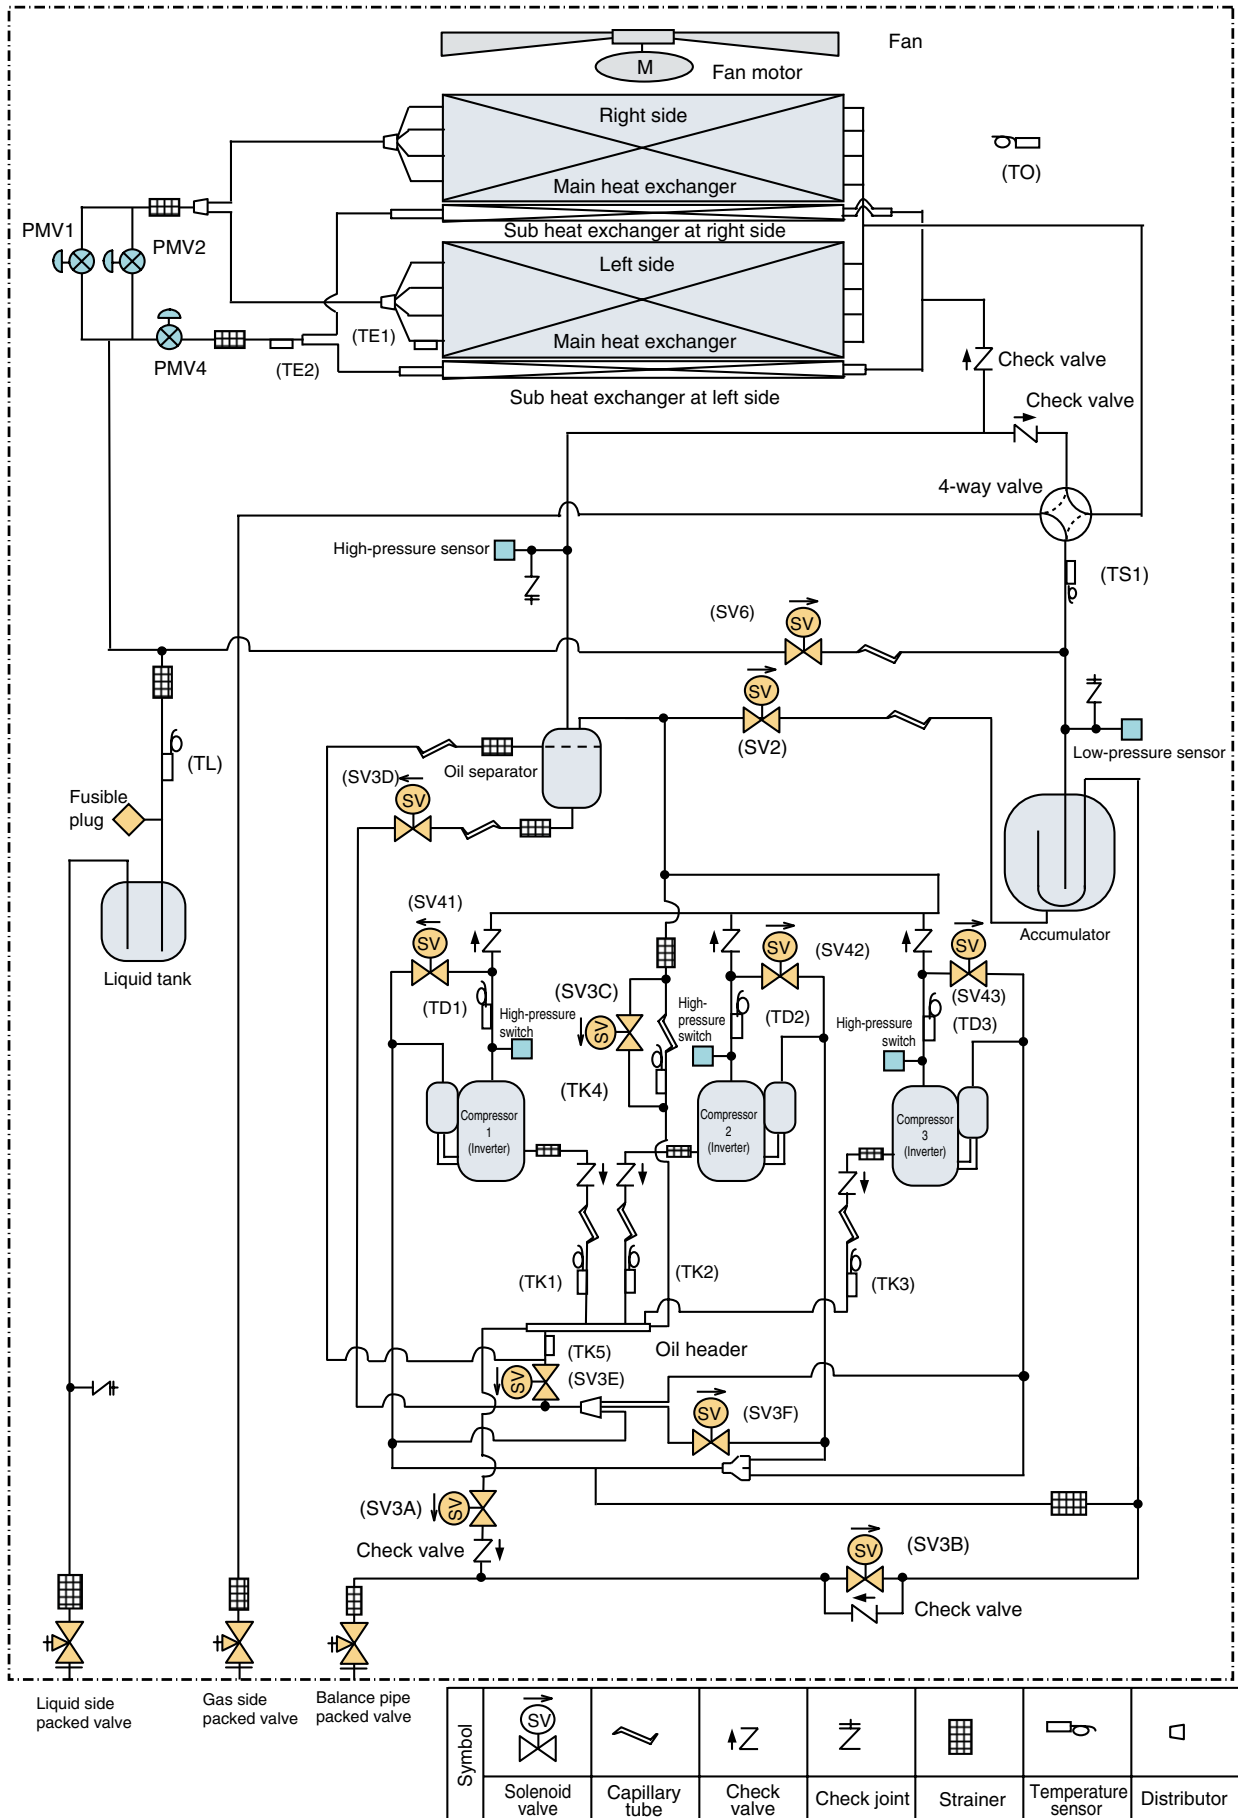 Fan
M
Fan motor
Right side
Main heat exchanger
(TO)
Sub heat exchanger at right side
PMV1
PMV2
Left side
Main heat exchanger
(TE1)
PMV4
(TE2)
Check valve
Sub heat exchanger at left side
Check valve
4-way valve
High-pressure sensor
(TS1)
(SV6)
SV
SV
(SV2)
Low-pressure sensor
(TL)
Oil separator
(SV3D)
SV
Fusible
plug
Liquid tank
Accumulator
(SV41)
SV
SV
(SV42)
SV
(SV43)
(SV3C)
SV
(TD1)
High-pressure
switch
High-
pressure
switch
(TD2)
High-pressure
switch
(TD3)
(TK4)
Compressor
1
(Inverter)
Compressor
2
(Inverter)
Compressor
3
(Inverter)
(TK1)
(TK2)
(TK3)
Oil header
(TK5)
SV
(SV3E)
SV
(SV3F)
(SV3A)
SV
Check valve
SV
(SV3B)
Check valve
Liquid side
packed valve
Gas side
packed valve
Balance pipe
packed valve
Symbol
SV
Solenoid
valve
Capillary
tube
Check
valve
Check joint
Strainer
Temperature
sensor
Distributor